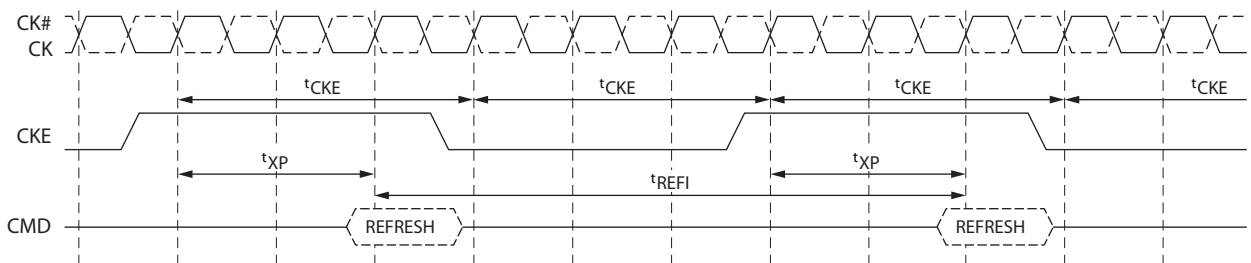 CK#
CK
tCKE tCKE tCKE tCKE
CKE
tXP tXP
tREFI
CMD REFRESH REFRESH